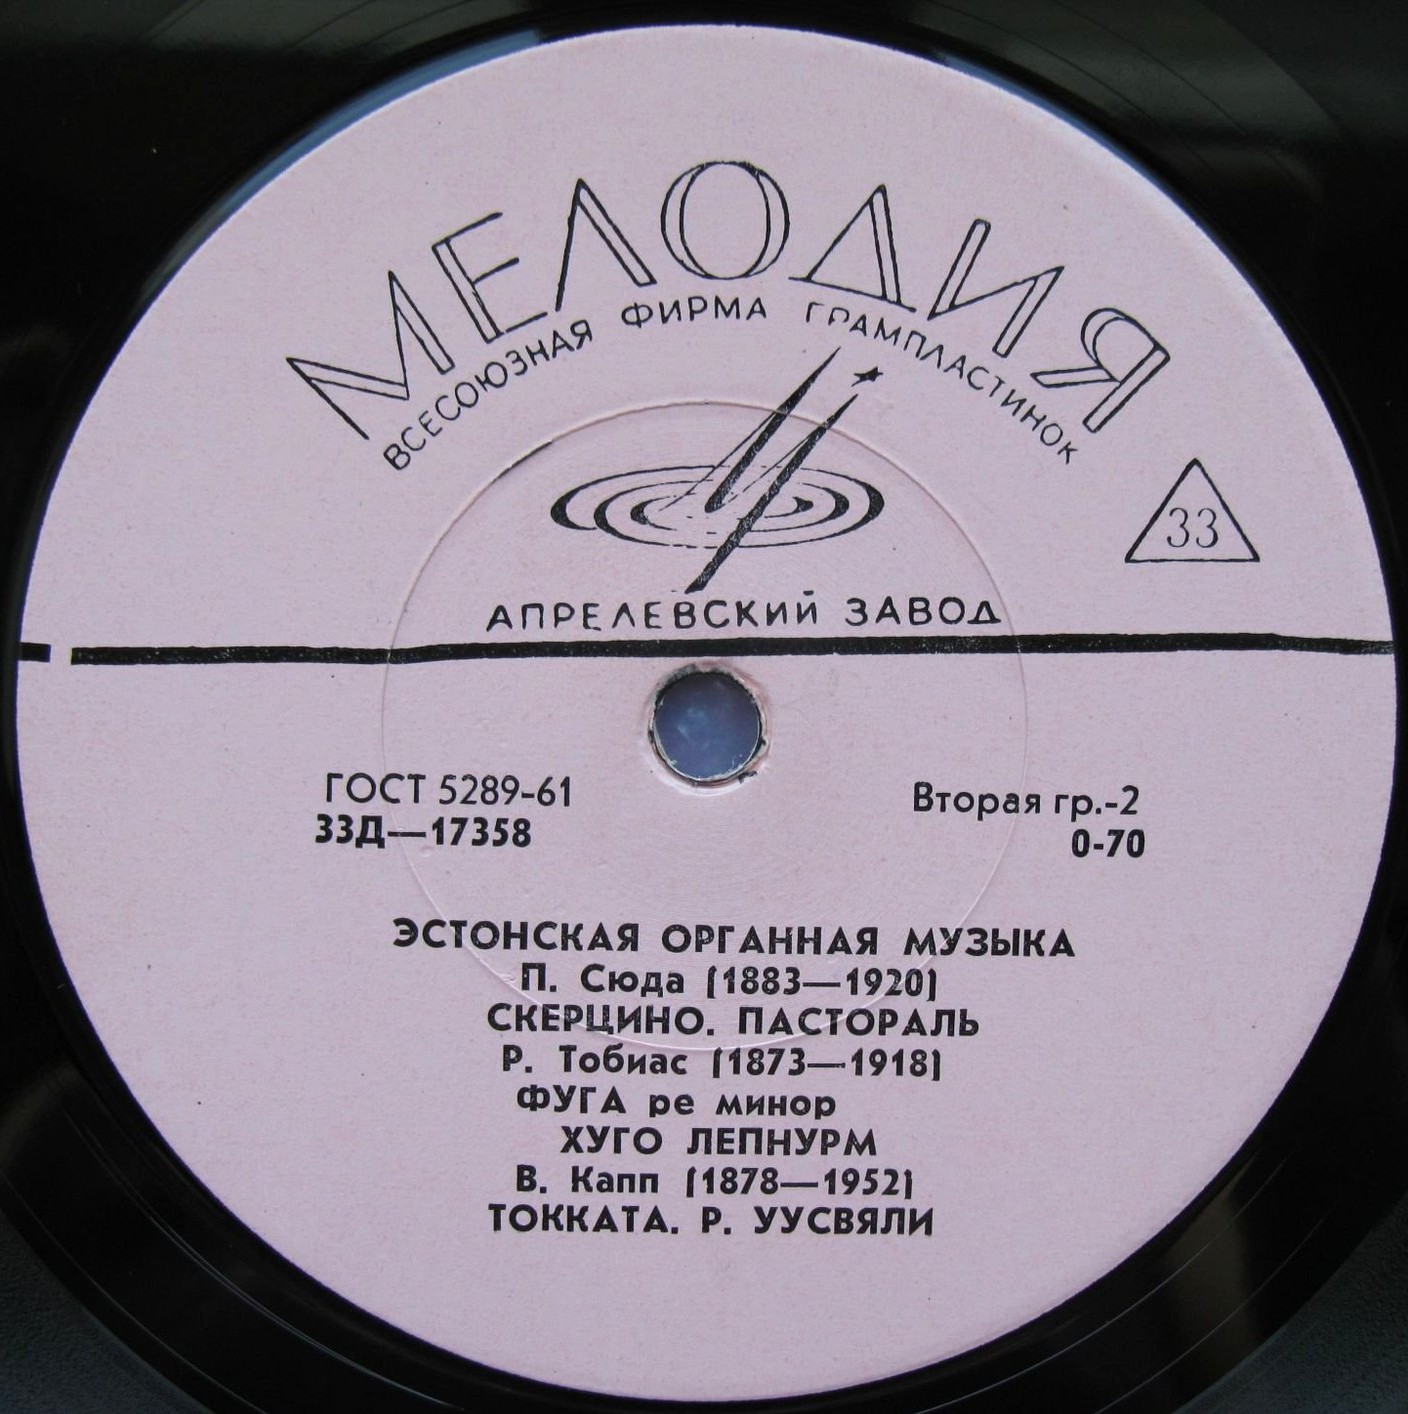 МЕЛОДИЯ
ВСЕСОЮЗНАЯ ФИРМА ГРАМПЛАСТИНОК
33
АПРЕЛЕВСКИЙ ЗАВОД
ГОСТ 5289-61
Вторая гр.-2
33Д—17358
0-70
ЭСТОНСКАЯ ОРГАННАЯ МУЗЫКА
П. Сюда (1883—1920)
СКЕРЦИНО. ПАСТОРАЛЬ
Р. Тобиас (1873—1918)
ФУГА ре минор
ХУГО ЛЕПНУРМ
В. Капп (1878—1952)
ТОККАТА. Р. УУСВЯЛИ